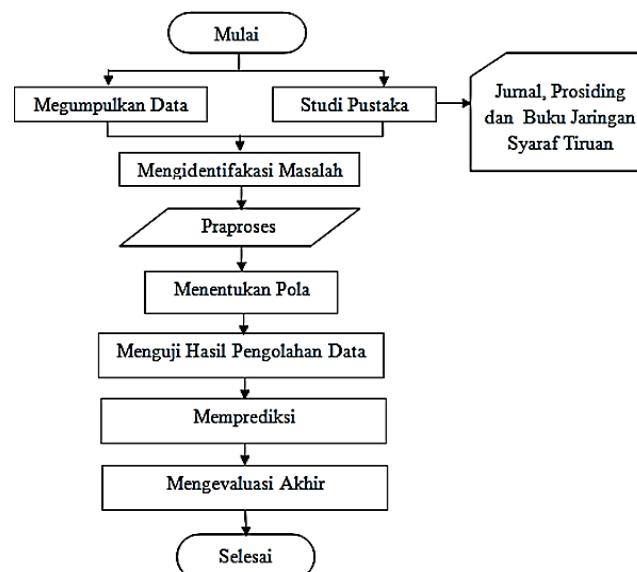 Mulai
Megumpulkan Data
Studi Pustaka
Jurnal, Prosiding
dan Buku Jaringan
Syaraf Tiruan
Mengidentifakasi Masalah
Praproses
Menentukan Pola
Menguji Hasil Pengolahan Data
Memprediksi
Mengevaluasi Akhir
Selesai